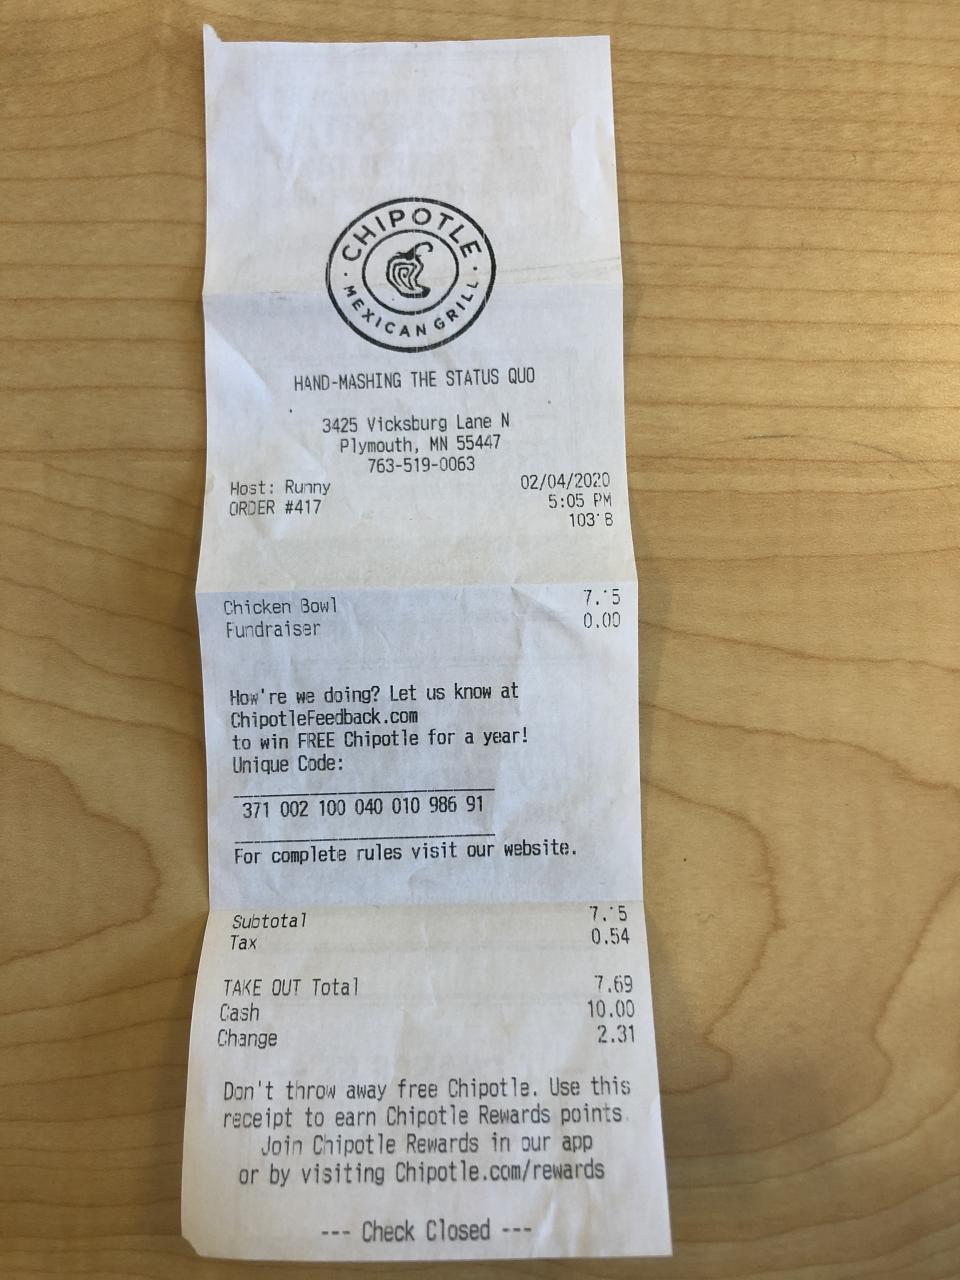 CHIPOTLE
MEXICAN GRILL
HAND-MASHING THE STATUS QUO
3425 Vicksburg Lane N
Plymouth, MN 55447
763-519-0063
Host: Runny 02/04/2020
ORDER #417 5:05 PM
Chicken Bowl
Fundraiser 0.00
How're we doing? Let us know at
ChipotleFeedback.com
to win FREE Chipotle for a year!
Unique Code:
371 002 100 040 010 986 91
For complete rules visit our website.
Subtotal
Tax 0.54
TAKE OUT Total 7.69
Cash 10.00
Change 2.31
Don't throw away free Chipotle. Use this
receipt to earn Chipotle Rewards points.
Join Chipotle Rewards in our app
or by visiting Chipotle.com/rewards
--- Check Closed ---